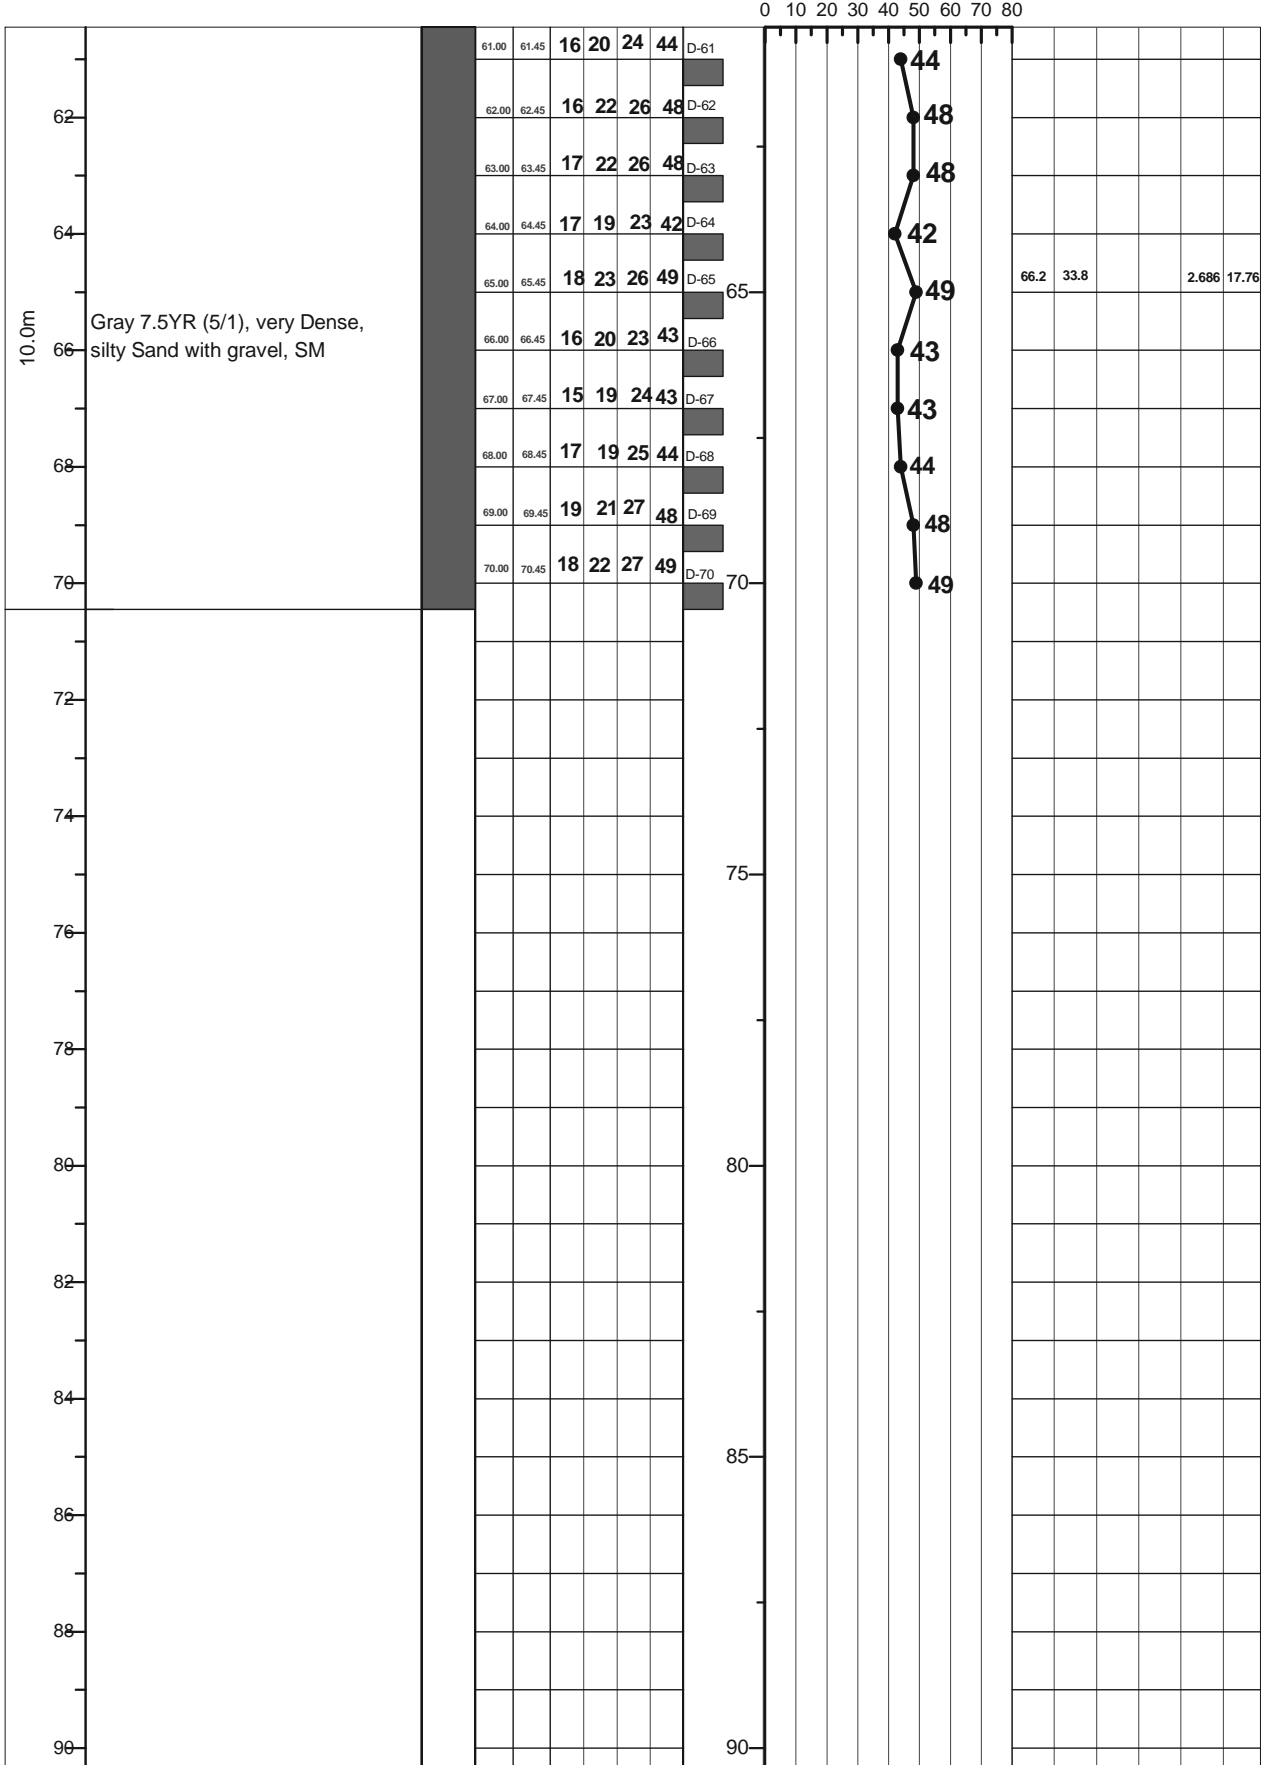 0 10 20 30 40 50 60 70 80
61.00 61.45 16 20 24 44 D-61
44
62
62.00 62.45 16 22 26 48 D-62
48
63.00 63.45 17 22 26 48 D-63
48
64
64.00 64.45 17 19 23 42 D-64
42
65.00 65.45 18 23 26 49 D-65
65
49
66.2 33.8 2.686 17.76
10.0m
Gray 7.5YR (5/1), very Dense,
silty Sand with gravel, SM
66
66.00 66.45 16 20 23 43 D-66
43
67.00 67.45 15 19 24 43 D-67
43
68
68.00 68.45 17 19 25 44 D-68
44
69.00 69.45 19 21 27 48 D-69
48
70
70.00 70.45 18 22 27 49 D-70
70
49
72
74
75
76
78
80
80
82
84
85
86
88
90
90